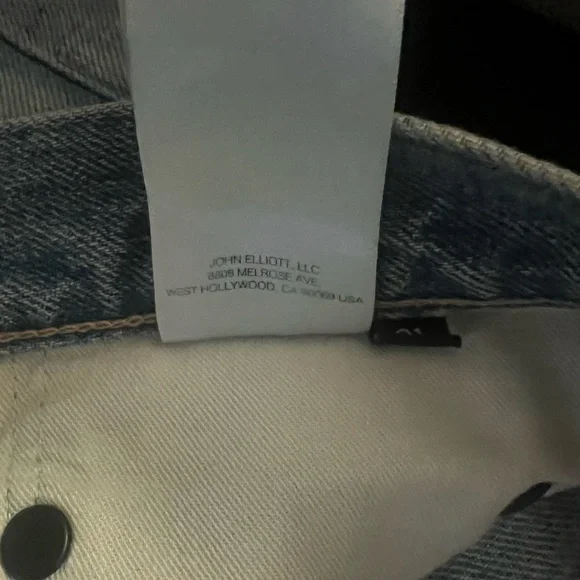 JOHN ELLIOTT, LLC
8808 MELROSE AVE.
WEST HOLLYWOOD, CA 90069 USA